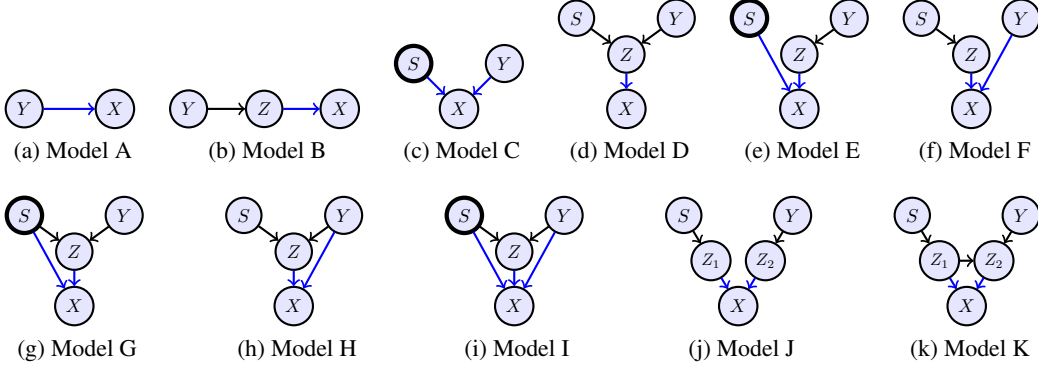 Y X
(a) Model A
Y Z X
(b) Model B
S Y
X
(c) Model C
S Y
Z
X
(d) Model D
S Y
Z
X
(e) Model E
S Y
Z
X
(f) Model F
S Y
Z
X
(g) Model G
S Y
Z
X
(h) Model H
S Y
Z
X
(i) Model I
S Y
Z₁ Z₂
X
(j) Model J
S Y
Z₁ Z₂
X
(k) Model K